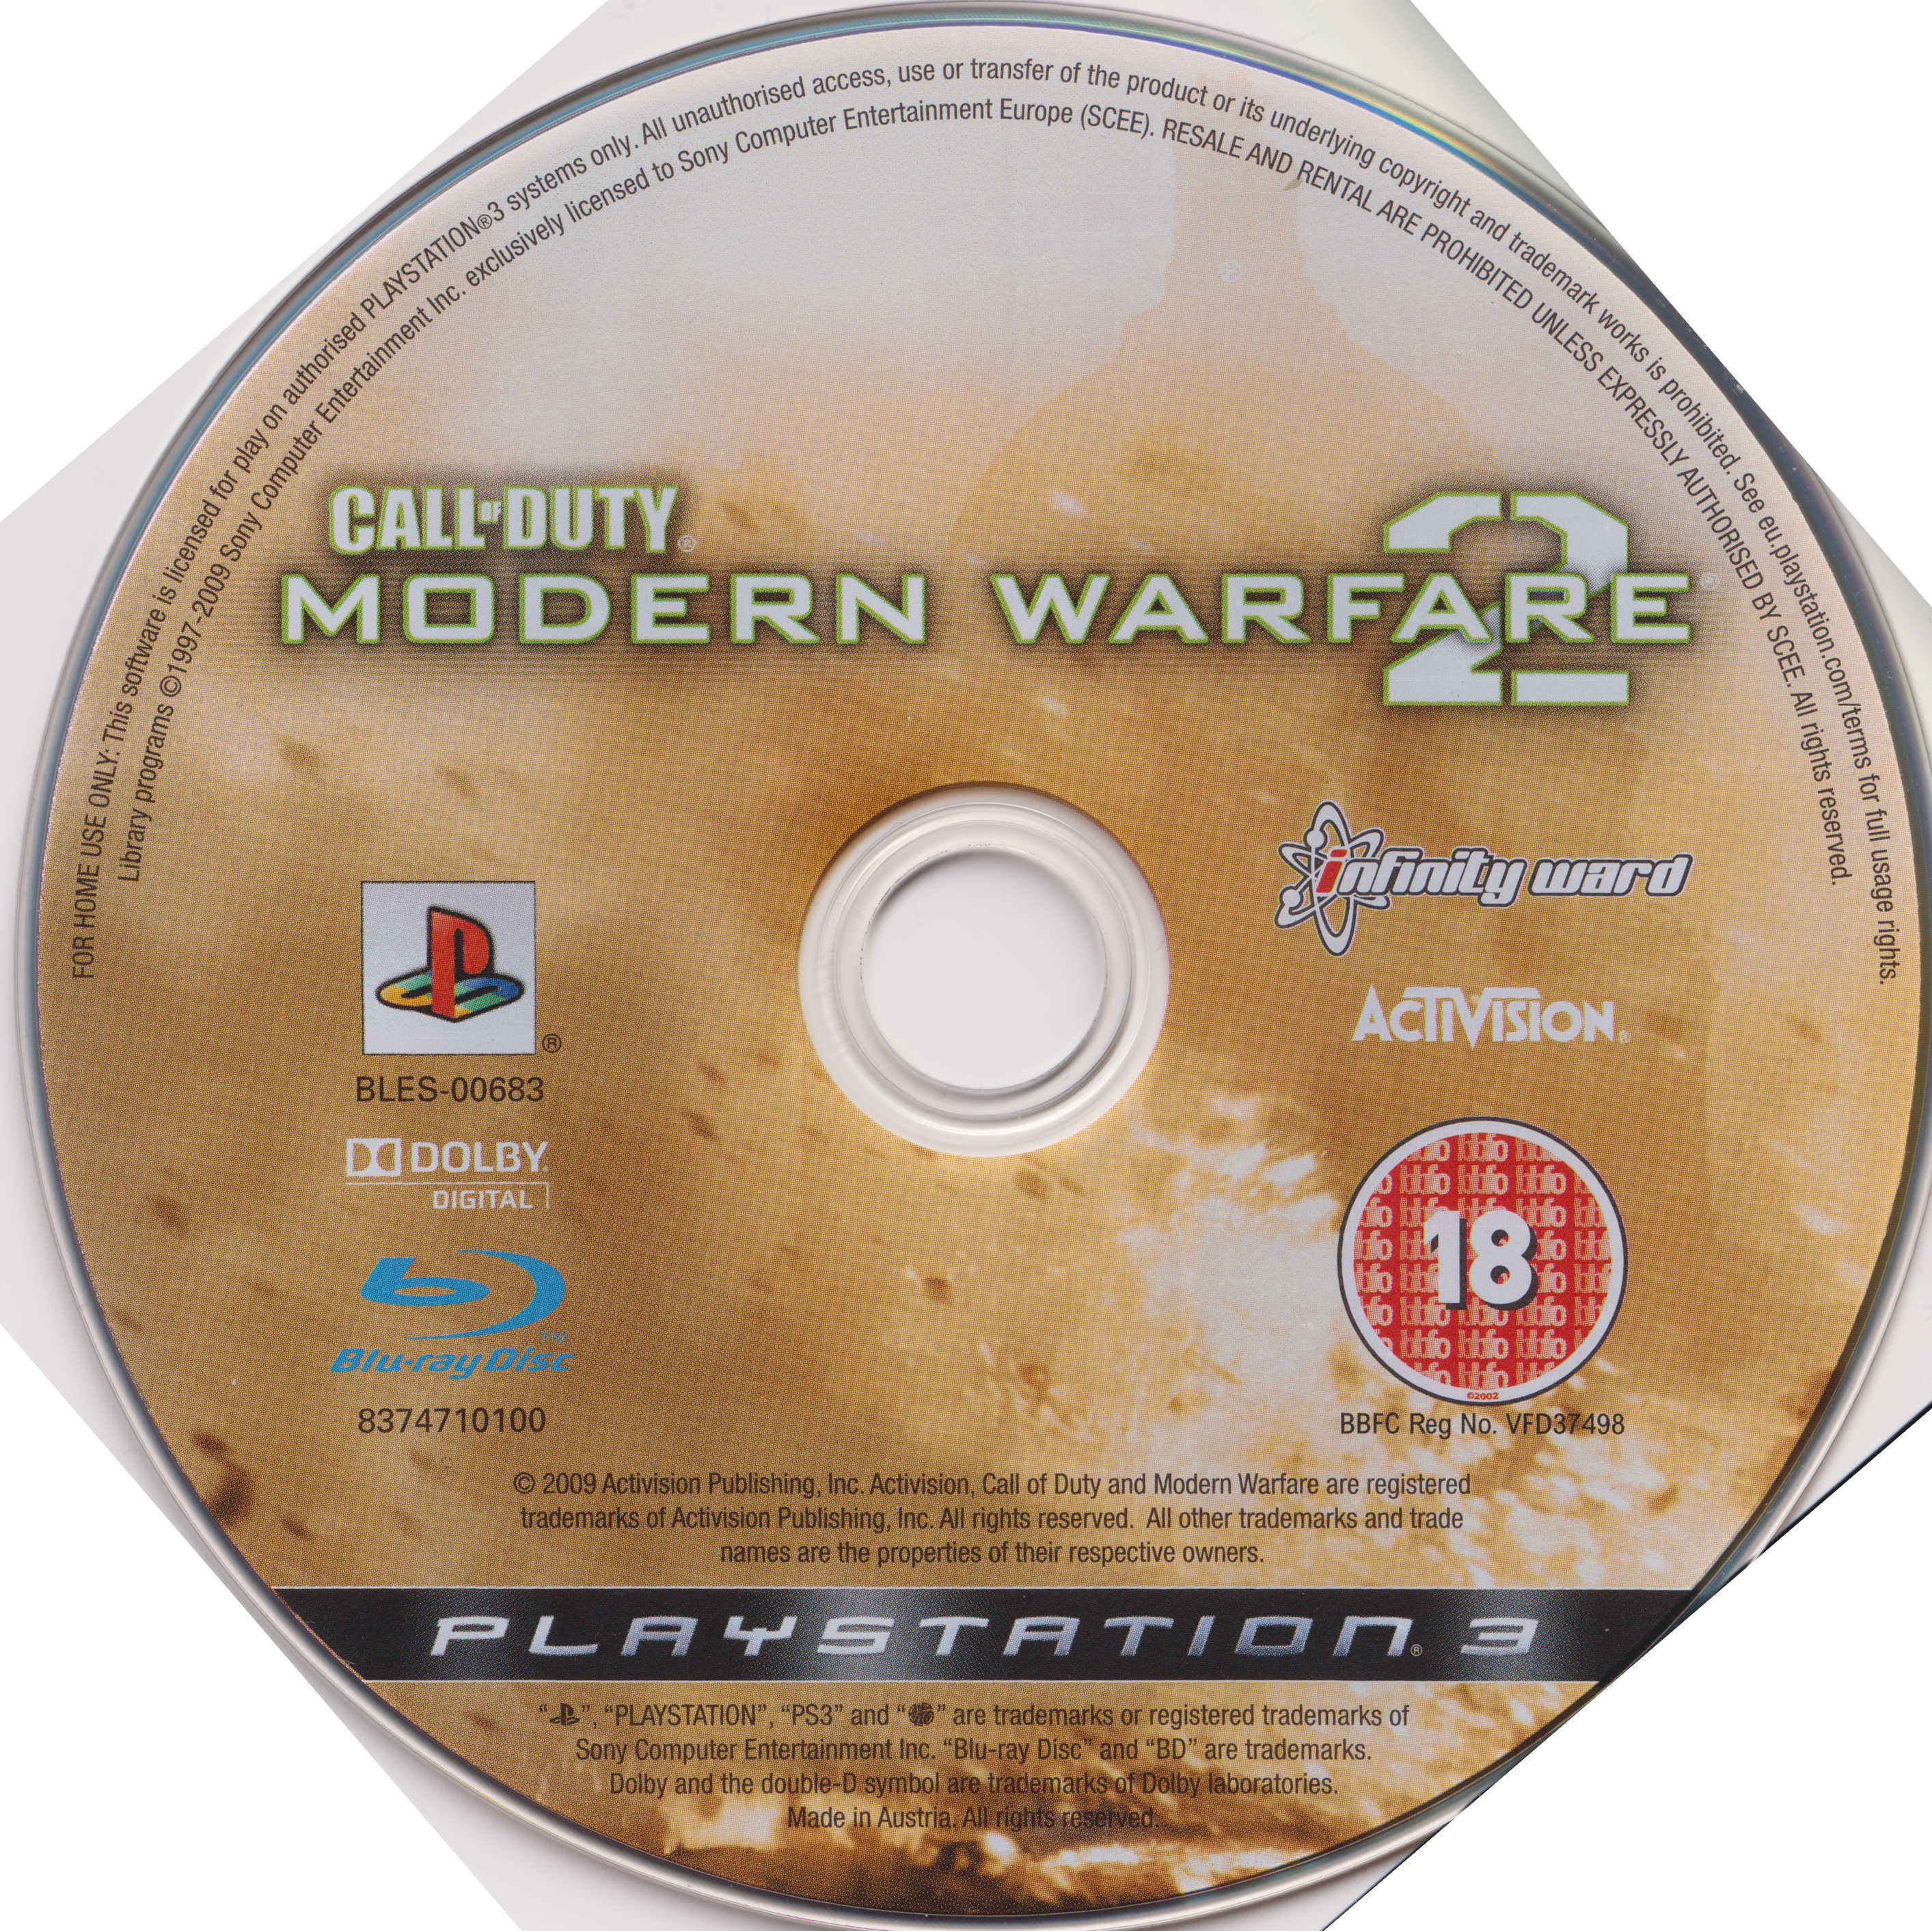 FOR HOME USE ONLY: This software is licensed for play on authorised PLAYSTATION®3 systems only. All unauthorised access, use or transfer of the product or its underlying copyright and trademark works is prohibited. See eu.playstation.com/terms for full usage rights.
Library programs ©1997-2009 Sony Computer Entertainment Inc. exclusively licensed to Sony Computer Entertainment Europe (SCEE). RESALE AND RENTAL ARE PROHIBITED UNLESS EXPRESSLY AUTHORISED BY SCEE. All rights reserved.
CALL OF DUTY®
MODERN WARFARE®
2
infinity ward
ACTIVISION®
®
BLES-00683
DOLBY®
DIGITAL
Blu-ray Disc™
8374710100
bbfc
18
©2002
BBFC Reg No. VFD37498
© 2009 Activision Publishing, Inc. Activision, Call of Duty and Modern Warfare are registered
trademarks of Activision Publishing, Inc. All rights reserved. All other trademarks and trade
names are the properties of their respective owners.
PLAYSTATION®3
“PS”, “PLAYSTATION”, “PS3” and “” are trademarks or registered trademarks of
Sony Computer Entertainment Inc. “Blu-ray Disc” and “BD” are trademarks.
Dolby and the double-D symbol are trademarks of Dolby laboratories.
Made in Austria. All rights reserved.